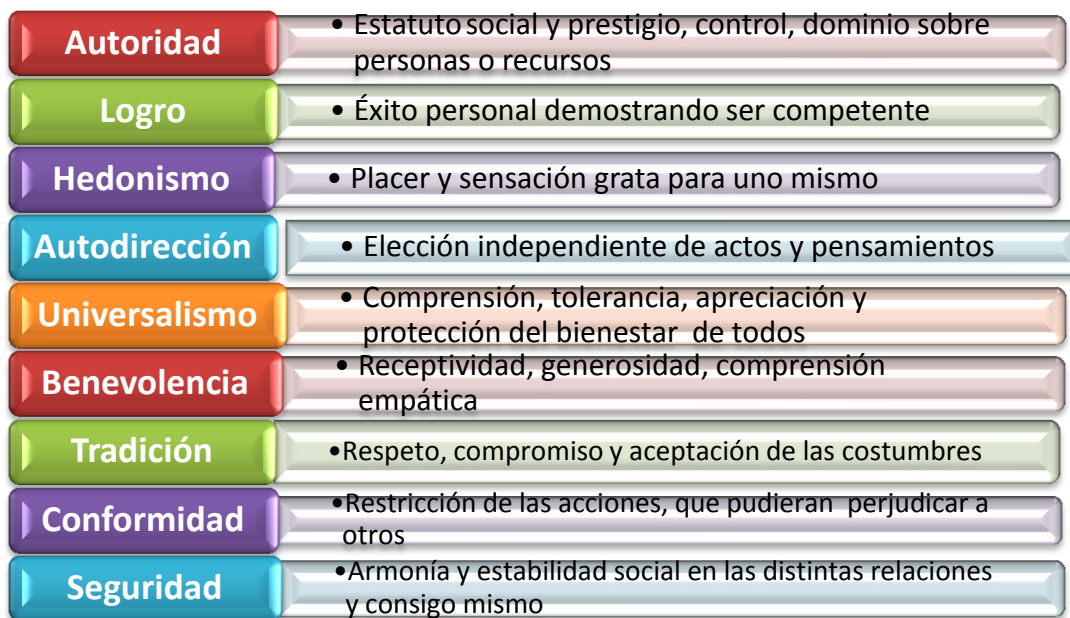 Autoridad
• Estatuto social y prestigio, control, dominio sobre
personas o recursos
Logro
• Éxito personal demostrando ser competente
Hedonismo
• Placer y sensación grata para uno mismo
Autodirección
• Elección independiente de actos y pensamientos
Universalismo
• Comprensión, tolerancia, apreciación y
protección del bienestar de todos
Benevolencia
• Receptividad, generosidad, comprensión
empática
Tradición
•Respeto, compromiso y aceptación de las costumbres
Conformidad
•Restricción de las acciones, que pudieran perjudicar a
otros
Seguridad
•Armonía y estabilidad social en las distintas relaciones
y consigo mismo